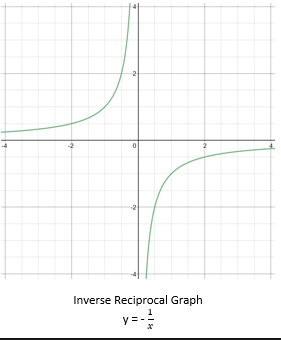 4
2
-4 -2 0 2 4
-2
-4
Inverse Reciprocal Graph
y = - 1/x